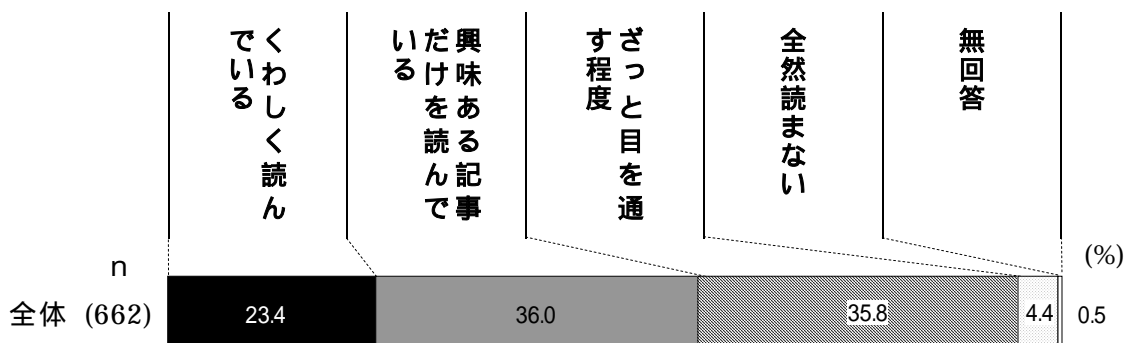 くわしく読ん
でいる
興味ある記事
だけを読んで
いる
ざっと目を通
す程度
全然読まない
無回答
(%)
n
全体 (662)
23.4
36.0
35.8
4.4
0.5